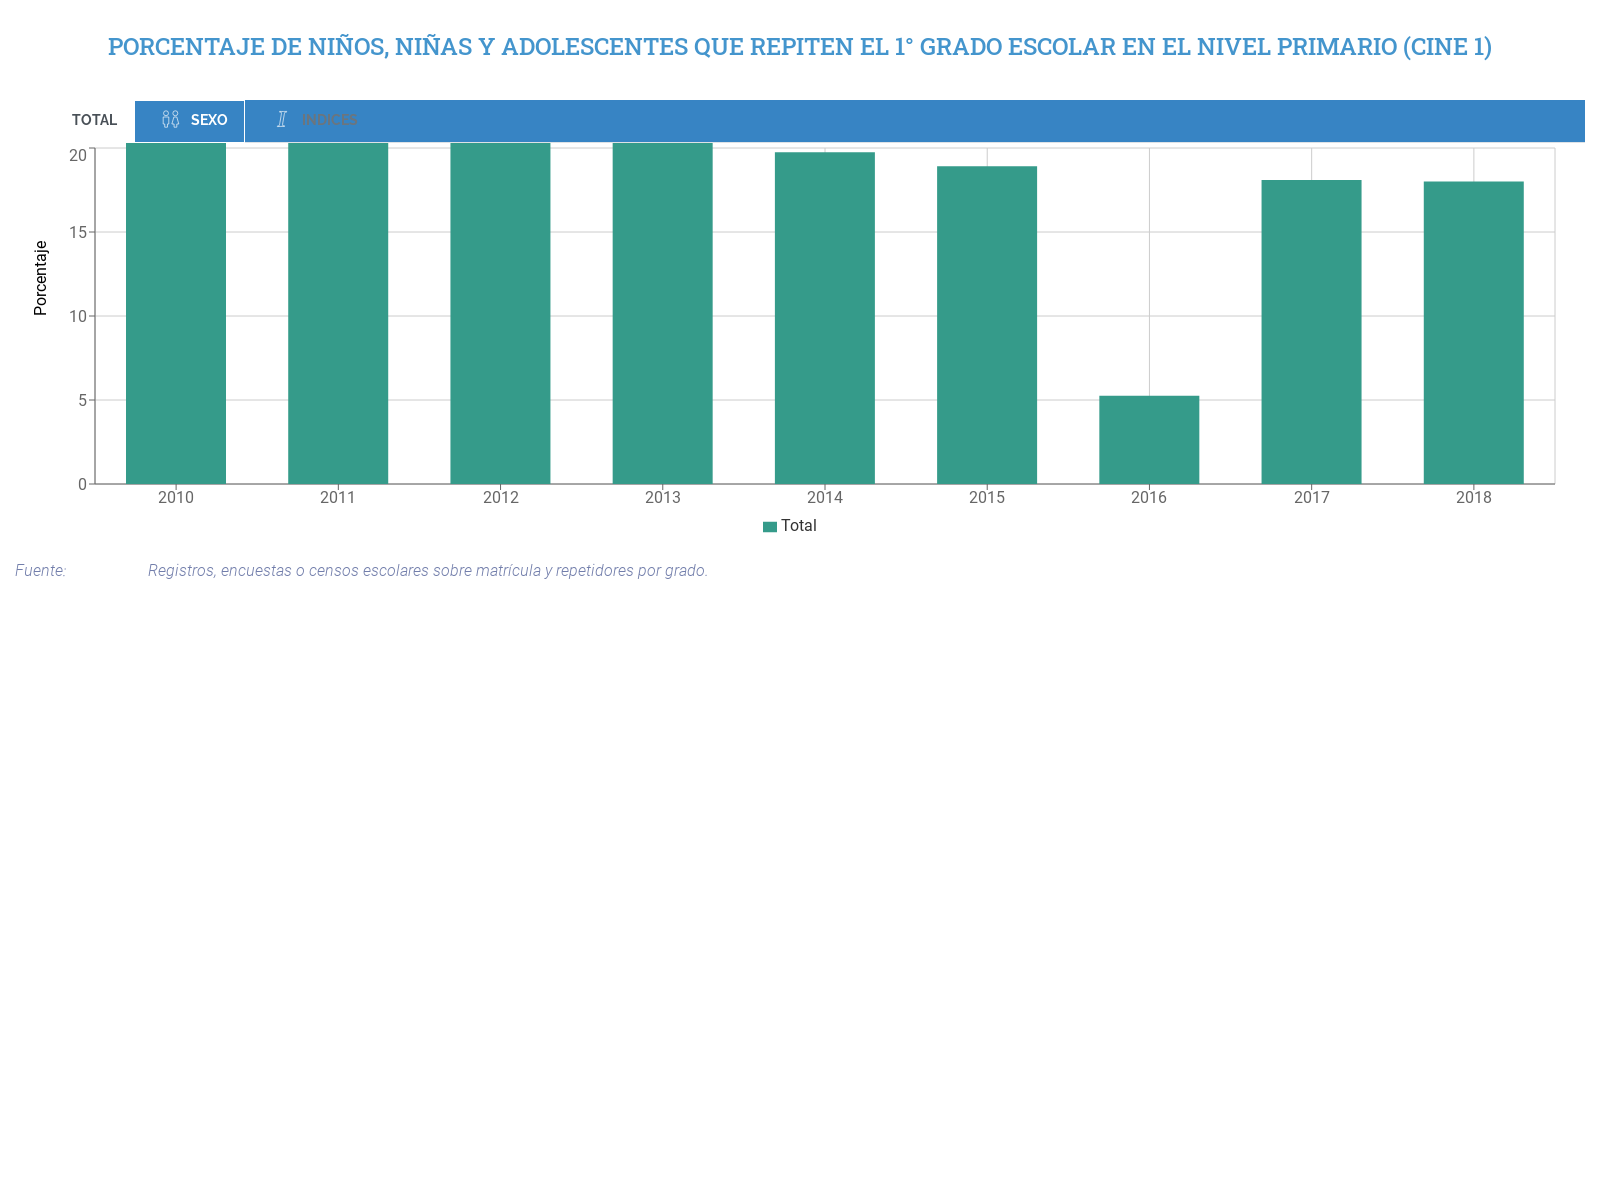 PORCENTAJE DE NIÑOS, NIÑAS Y ADOLESCENTES QUE REPITEN EL 1° GRADO ESCOLAR EN EL NIVEL PRIMARIO (CINE 1)
TOTAL SEXO INDICES
20
15
10
5
0
Porcentaje
2010 2011 2012 2013 2014 2015 2016 2017 2018
Total
Fuente: Registros, encuestas o censos escolares sobre matrícula y repetidores por grado.